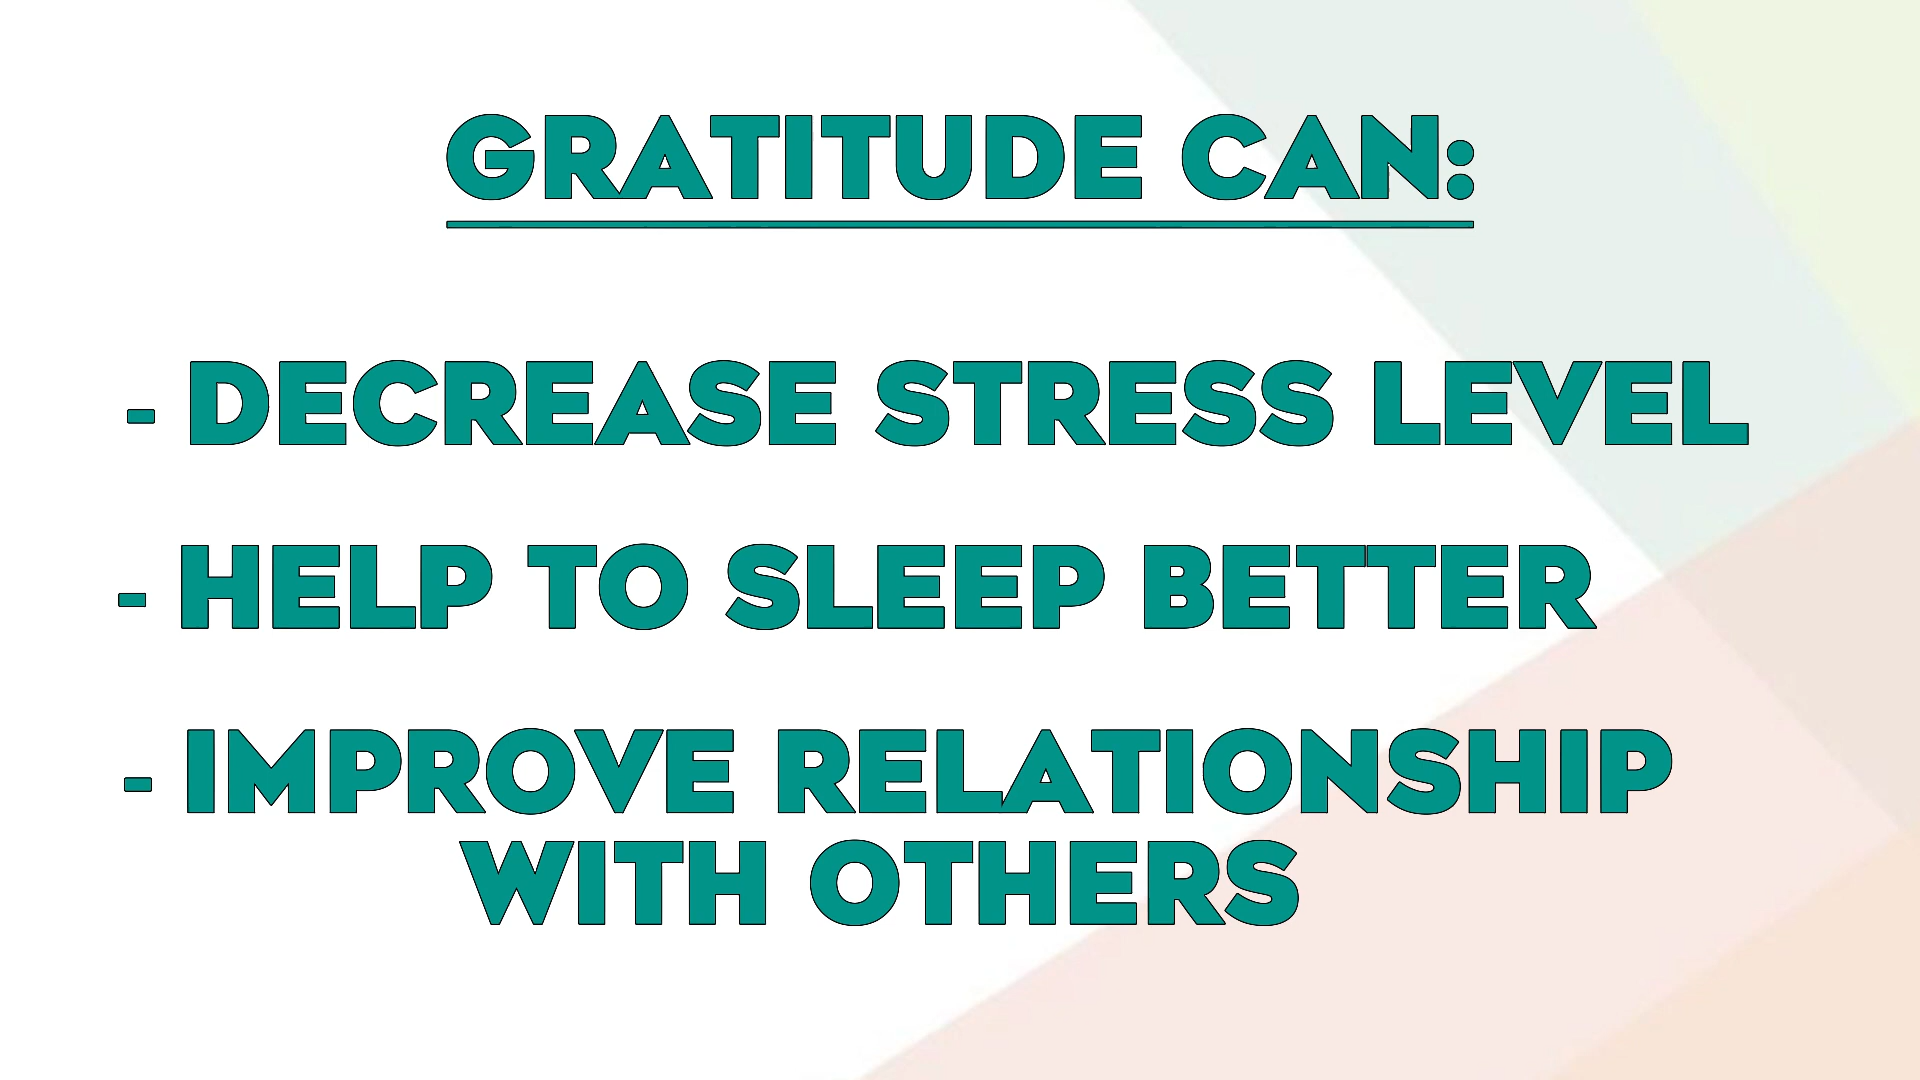 GRATITUDE CAN:
- DECREASE STRESS LEVEL
- HELP TO SLEEP BETTER
- IMPROVE RELATIONSHIP
WITH OTHERS